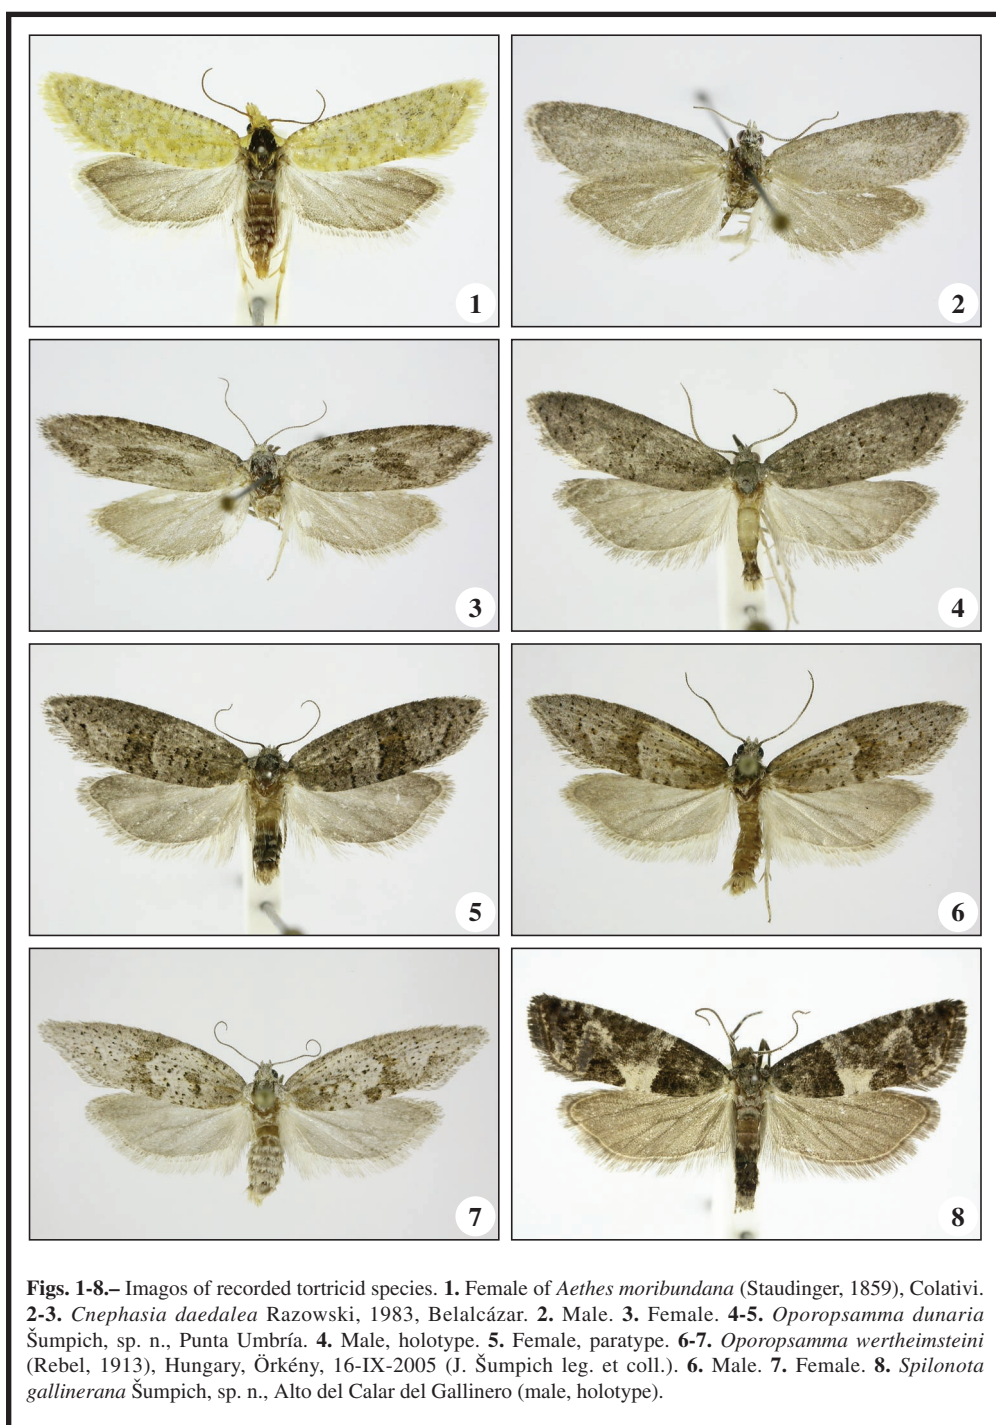 1
2
3
4
5
6
7
8
Figs. 1-8.– Imagos of recorded tortricid species. 1. Female of Aethes moribundana (Staudinger, 1859), Colativi.
2-3. Cnephasia daedalea Razowski, 1983, Belalcázar. 2. Male. 3. Female. 4-5. Oporopsamma dunaria
Šumpich, sp. n., Punta Umbría. 4. Male, holotype. 5. Female, paratype. 6-7. Oporopsamma wertheimsteini
(Rebel, 1913), Hungary, Örkény, 16-IX-2005 (J. Šumpich leg. et coll.). 6. Male. 7. Female. 8. Spilonota
gallinerana Šumpich, sp. n., Alto del Calar del Gallinero (male, holotype).